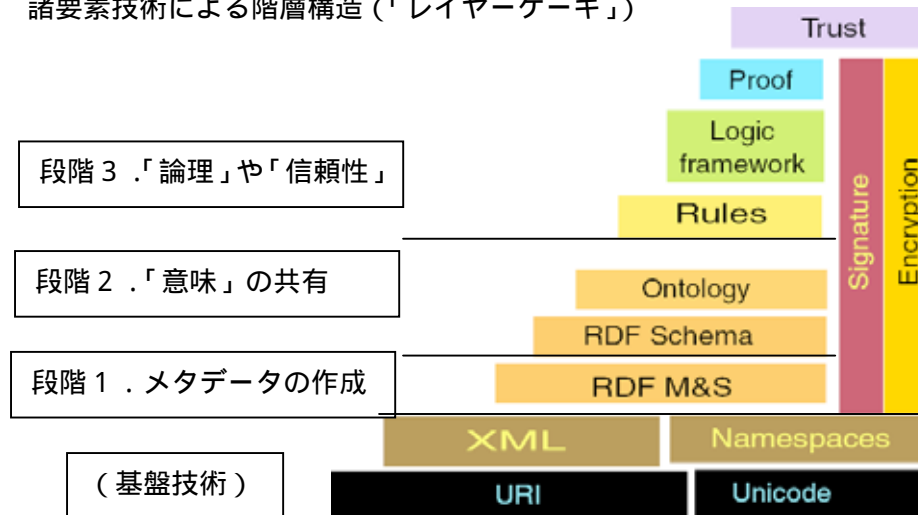 諸要素技術による階層構造(「レイヤーケーキ」)
Trust
Proof
Logic
framework
段階3.「論理」や「信頼性」
Rules
Signature
Encryption
段階2.「意味」の共有
Ontology
RDF Schema
段階1.メタデータの作成
RDF M&S
XML
Namespaces
(基盤技術)
URI
Unicode